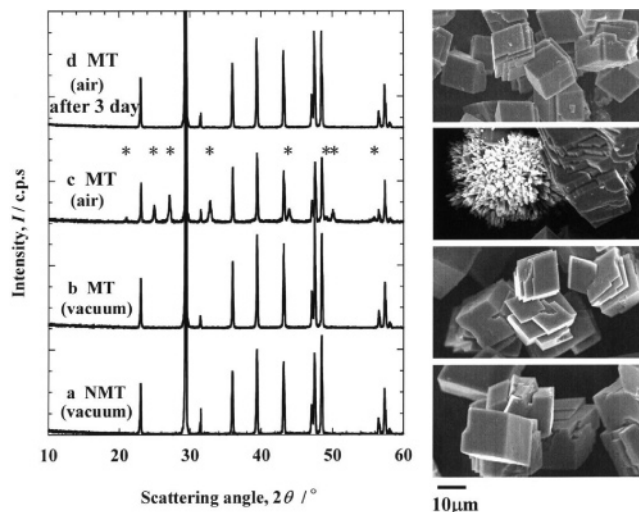 d MT
(air)
after 3 day
* * * * * * * *
c MT
(air)
b MT
(vacuum)
a NMT
(vacuum)
Intensity, I / c.p.s
10 20 30 40 50 60
Scattering angle, 2θ / °
10μm